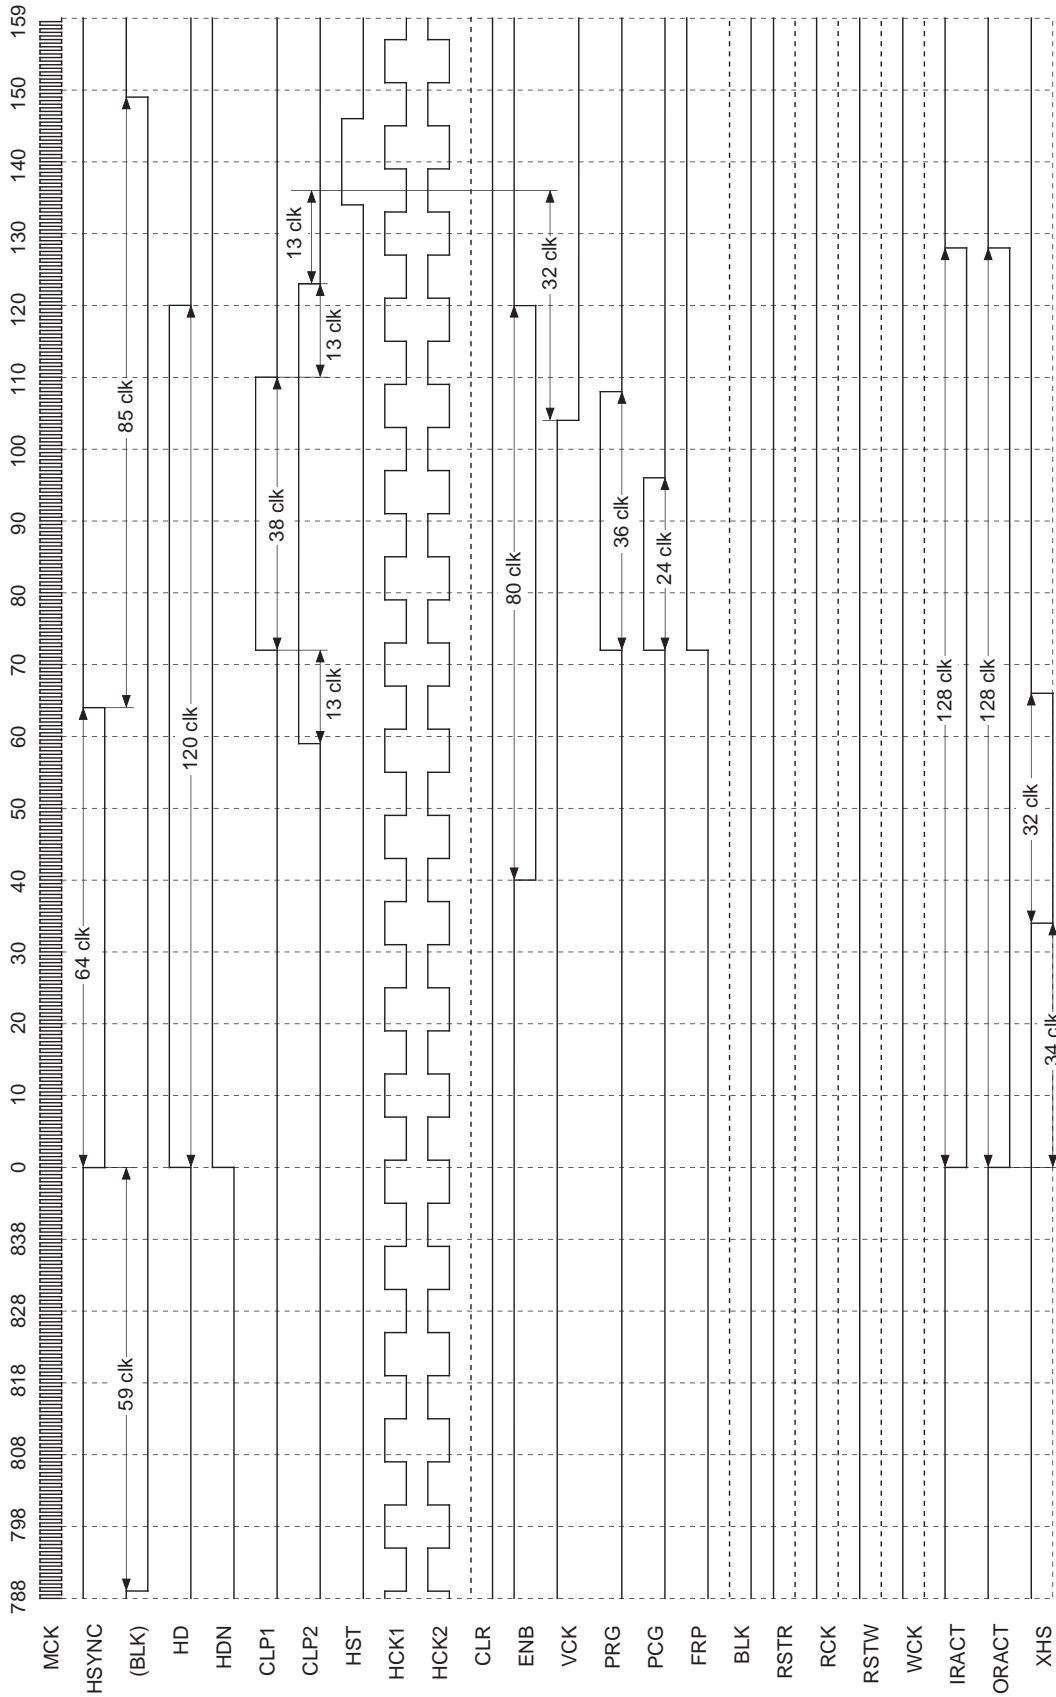 788 798 808 818 828 838 0 10 20 30 40 50 60 70 80 90 100 110 120 130 140 150 159
MCK
HSYNC 64 clk
(BLK) 59 clk 85 clk
HD 120 clk
HDN
CLP1 38 clk
CLP2 13 clk 13 clk 13 clk
HST
HCK1
HCK2
CLR
ENB 80 clk
VCK 32 clk
PRG 36 clk
PCG 24 clk
FRP
BLK
RSTR
RCK
RSTW
WCK
IRACT 128 clk
ORACT 128 clk
XHS 34 clk 32 clk